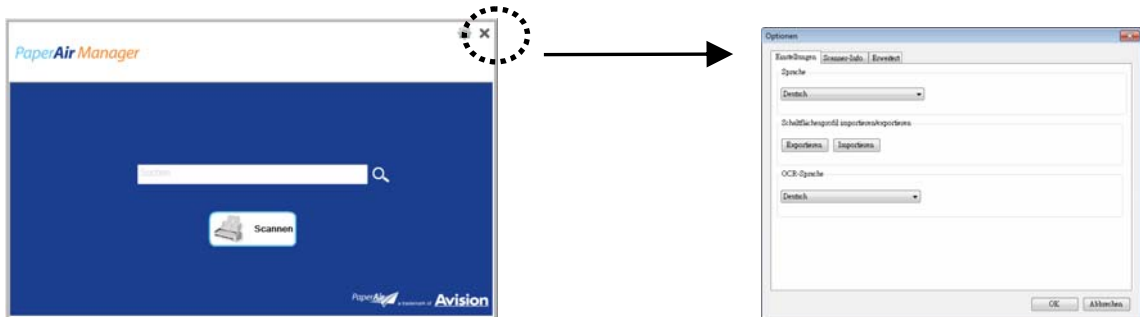 PaperAir Manager
Suchen
Scannen
PaperAir a trademark of Avision
Optionen
Einstellungen Scanner-Info Erweitert
Sprache
Deutsch
Schaltflächenprofil importieren/exportieren
Exportieren Importieren
OCR-Sprache
Deutsch
OK Abbrechen